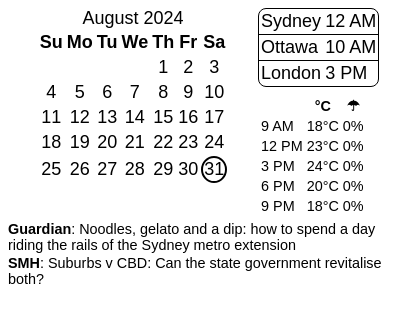 August 2024
Su Mo Tu We Th Fr Sa
1 2 3
4 5 6 7 8 9 10
11 12 13 14 15 16 17
18 19 20 21 22 23 24
25 26 27 28 29 30 31
Sydney 12 AM
Ottawa 10 AM
London 3 PM
°C ☂
9 AM 18°C 0%
12 PM 23°C 0%
3 PM 24°C 0%
6 PM 20°C 0%
9 PM 18°C 0%
Guardian: Noodles, gelato and a dip: how to spend a day
riding the rails of the Sydney metro extension
SMH: Suburbs v CBD: Can the state government revitalise
both?